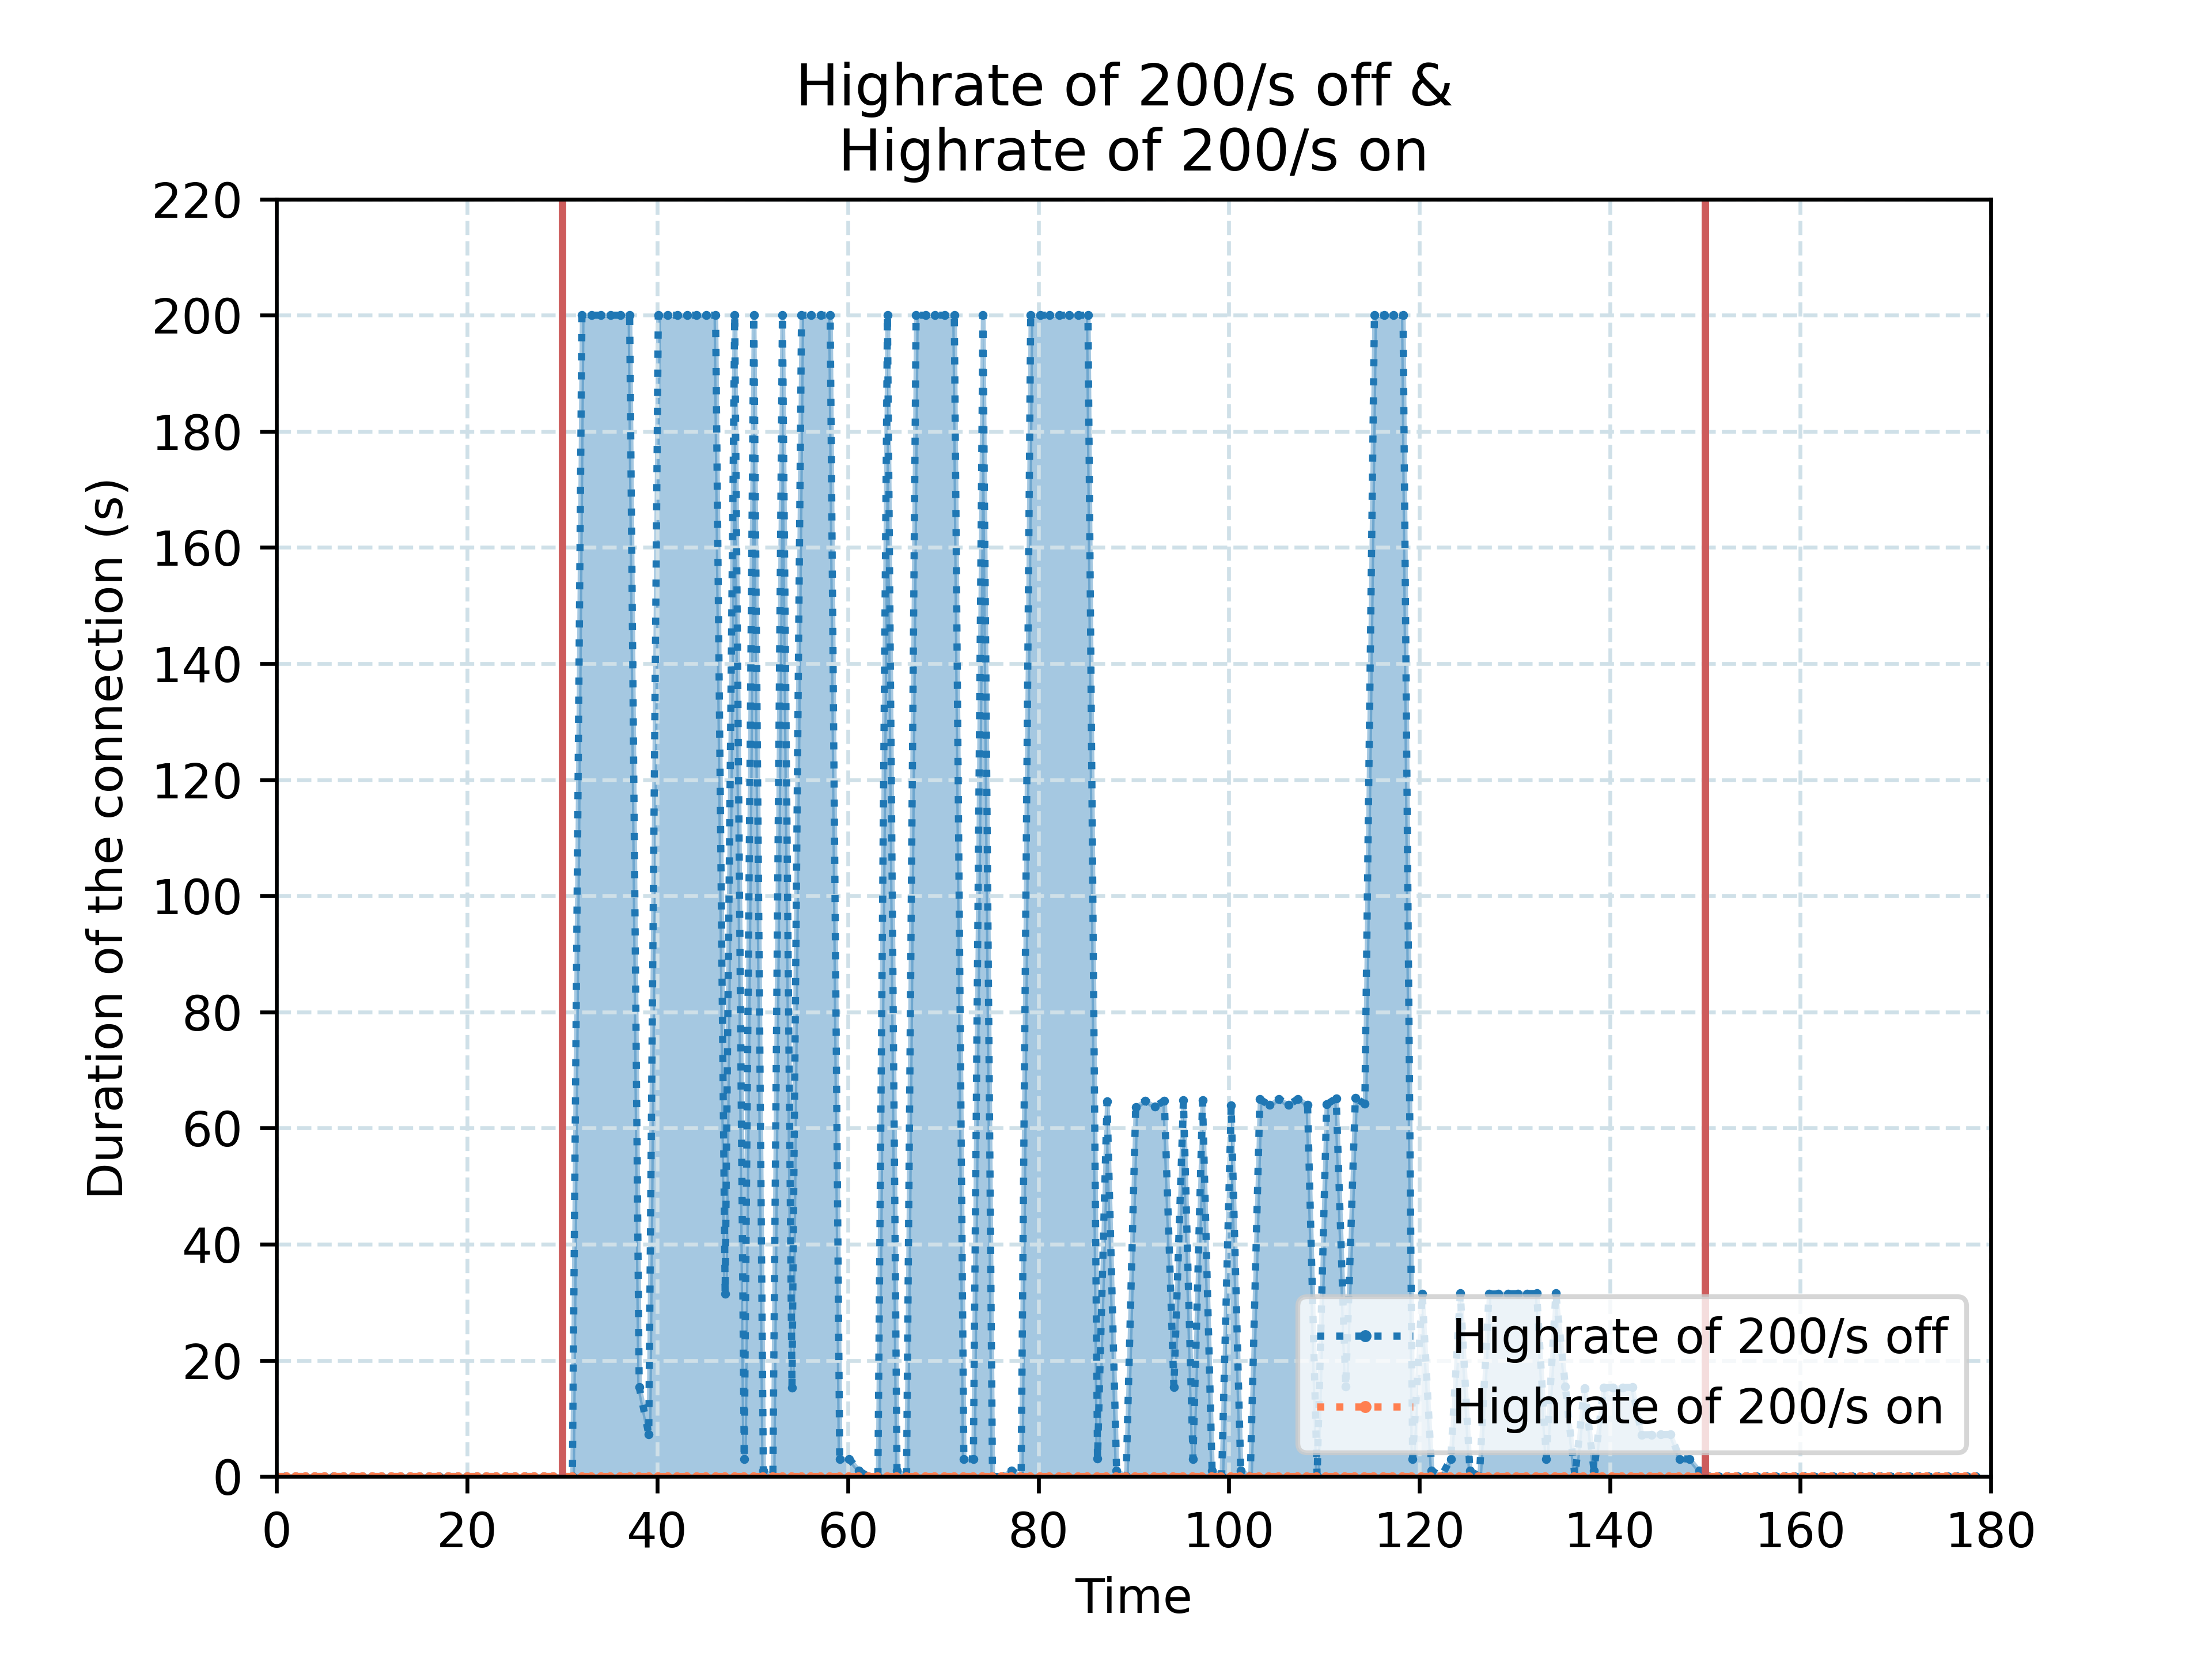 Highrate of 200/s off &
Highrate of 200/s on
220
200
180
160
140
120
100
80
60
40
20
0
Duration of the connection (s)
Highrate of 200/s off
Highrate of 200/s on
0 20 40 60 80 100 120 140 160 180
Time